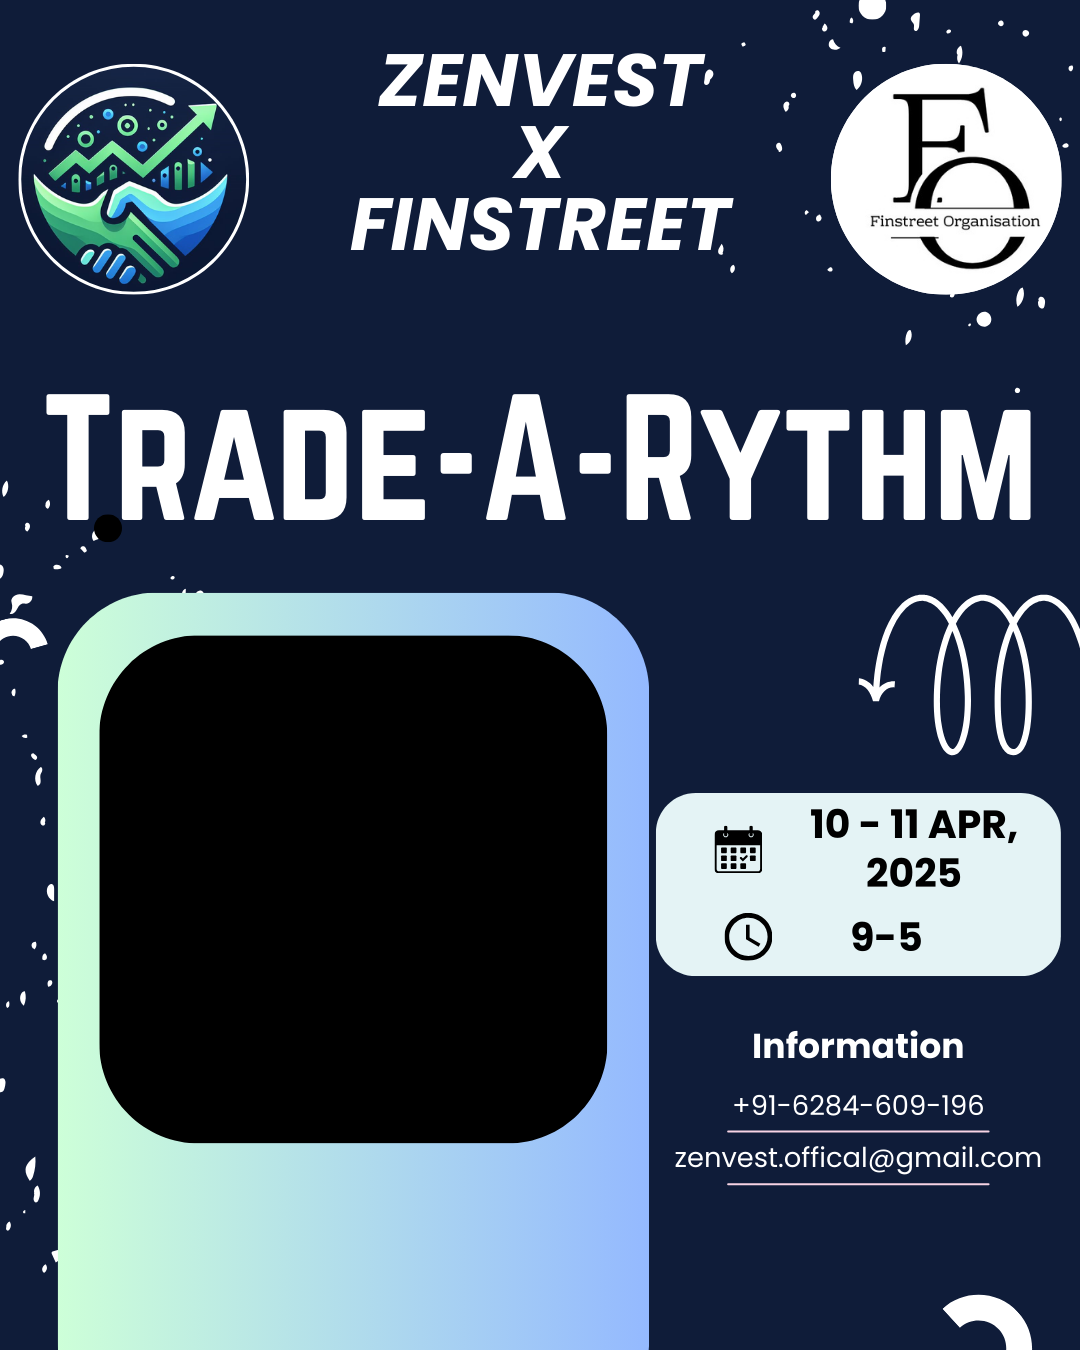 ZENVEST
X
FINSTREET
FO
Finstreet Organisation
TRADE-A-RYTHM
10 - 11 APR,
2025
9-5
Information
+91-6284-609-196
zenvest.offical@gmail.com